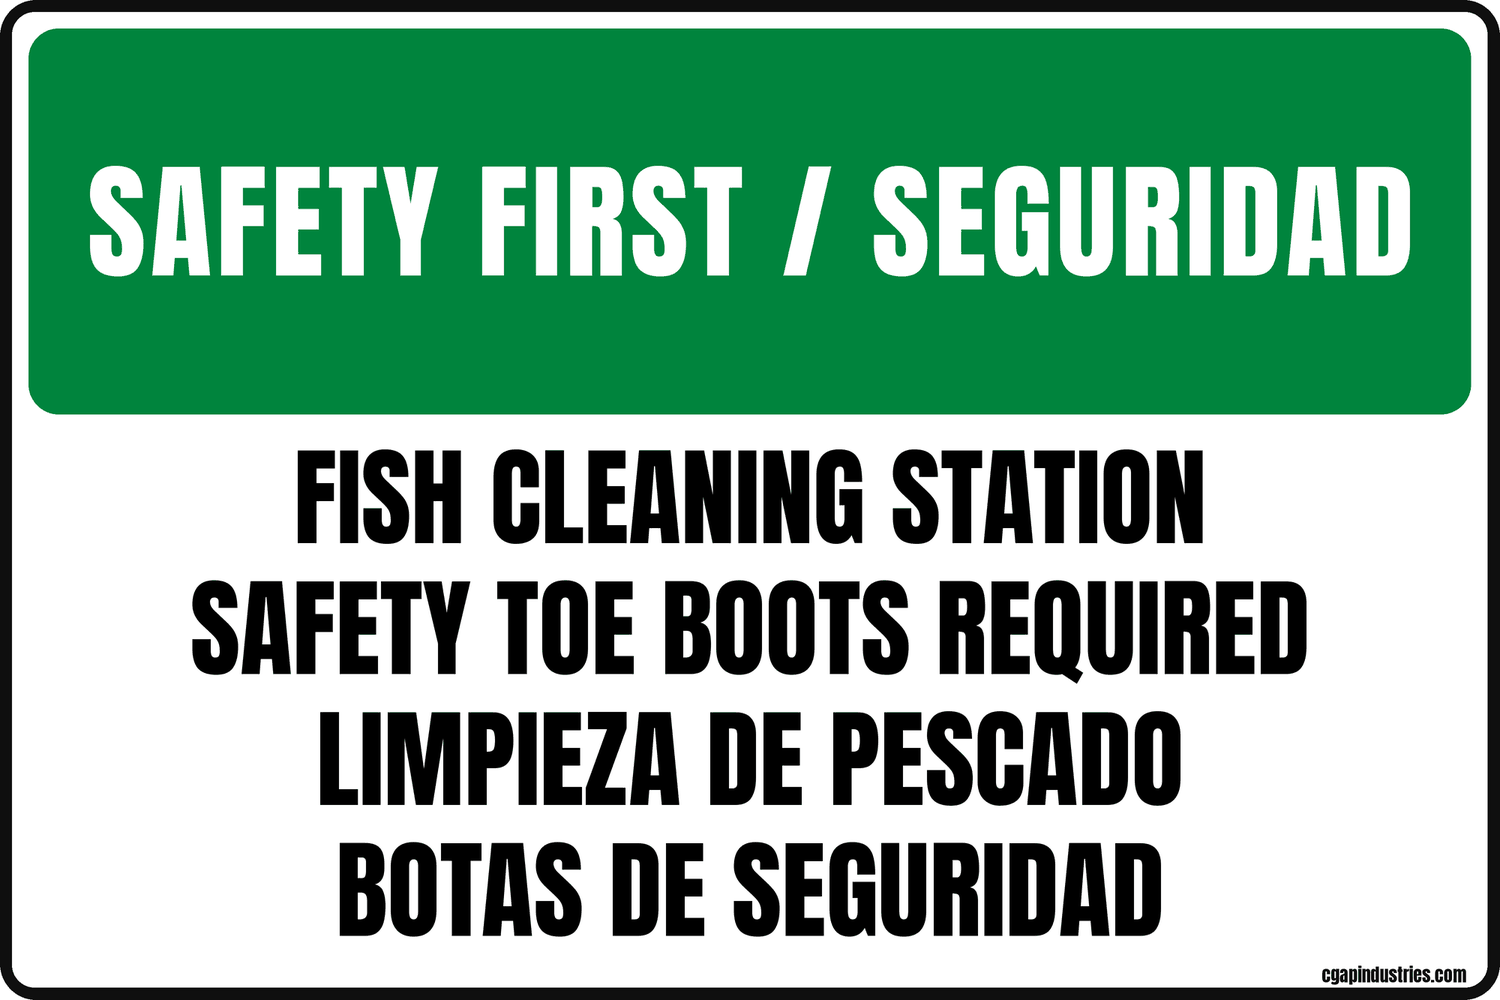 SAFETY FIRST / SEGURIDAD
FISH CLEANING STATION
SAFETY TOE BOOTS REQUIRED
LIMPIEZA DE PESCADO
BOTAS DE SEGURIDAD
cgapindustries.com